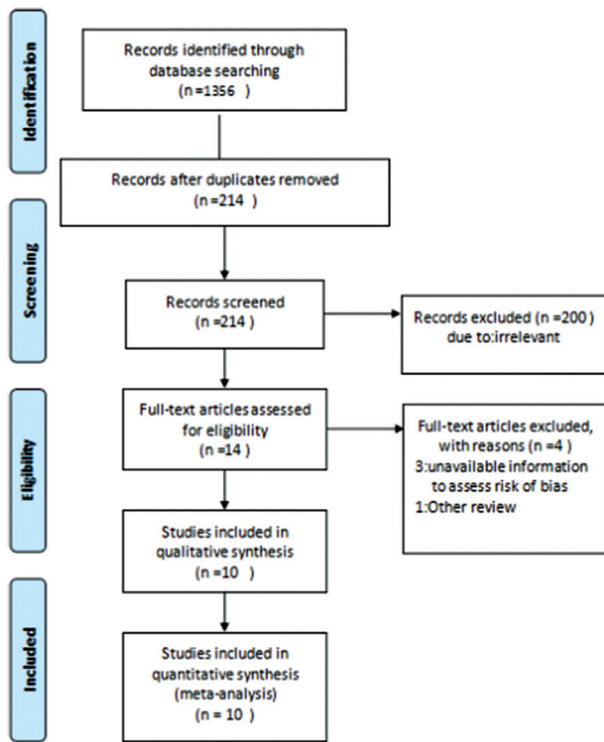 Identification
Records identified through
database searching
(n =1356 )
Records after duplicates removed
(n =214 )
Screening
Records screened
(n =214 )
Records excluded (n =200 )
due to:irrelevant
Eligibility
Full-text articles assessed
for eligibility
(n =14 )
Full-text articles excluded,
with reasons (n =4 )
3:unavailable information
to assess risk of bias
1:Other review
Studies included in
qualitative synthesis
(n =10 )
Included
Studies included in
quantitative synthesis
(meta-analysis)
(n = 10 )